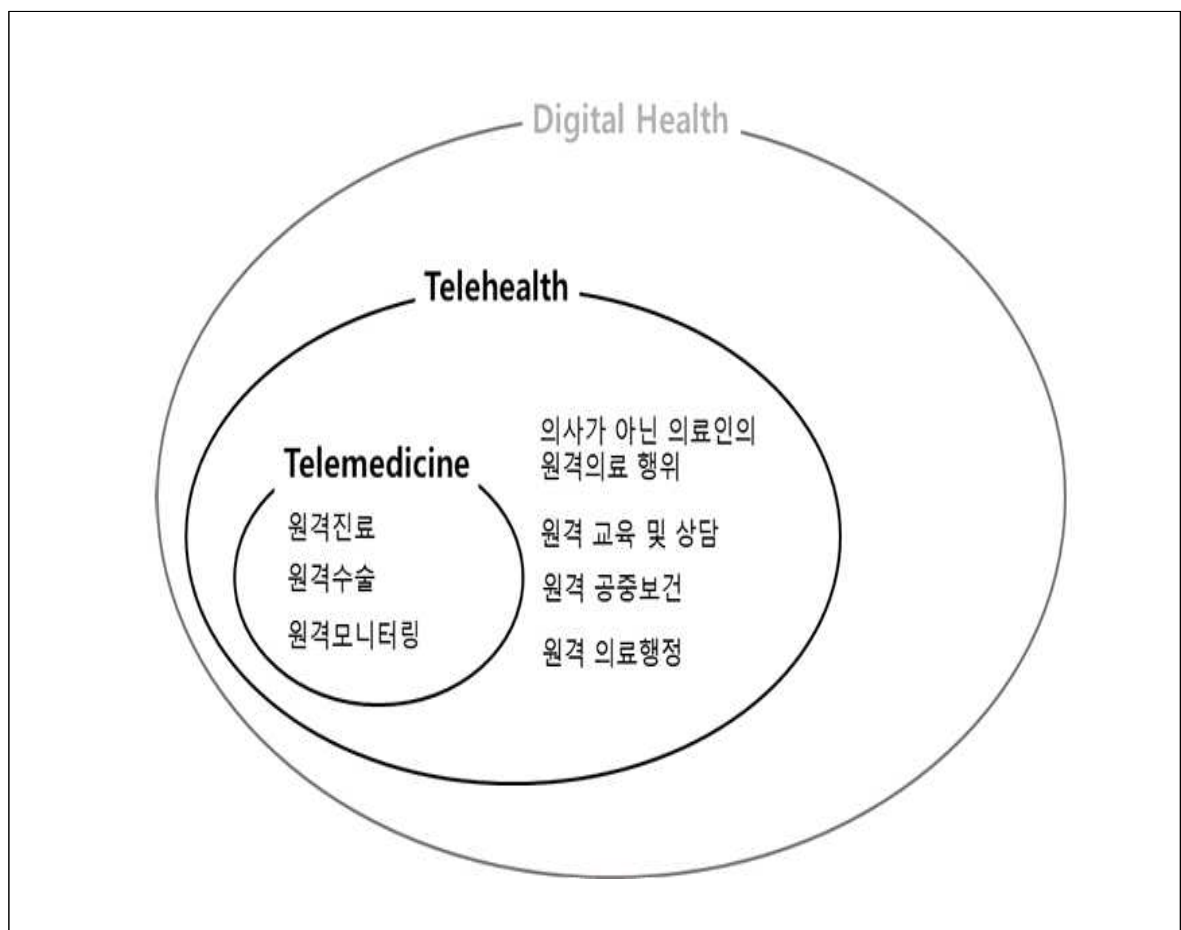 Digital Health
Telehealth
Telemedicine
원격진료
원격수술
원격모니터링
의사가 아닌 의료인의
원격의료 행위
원격 교육 및 상담
원격 공중보건
원격 의료행정